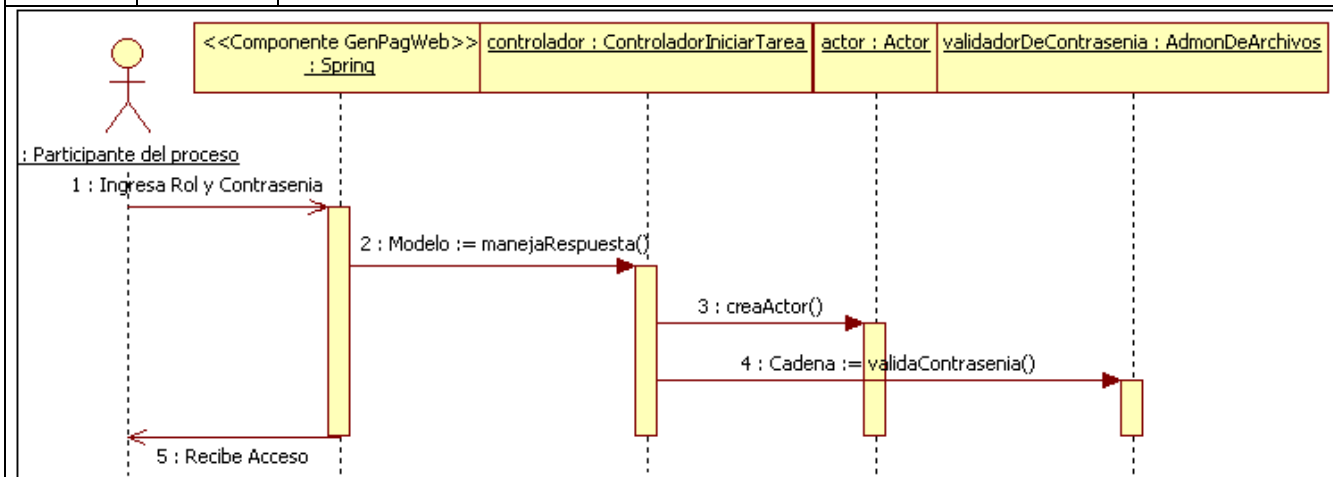 <<Componente GenPagWeb>>
: Spring
controlador : ControladorIniciarTarea
actor : Actor
validadorDeContrasenia : AdmonDeArchivos
: Participante del proceso
1 : Ingresa Rol y Contrasenia
2 : Modelo := manejaRespuesta()
3 : creaActor()
4 : Cadena := validaContrasenia()
5 : Recibe Acceso